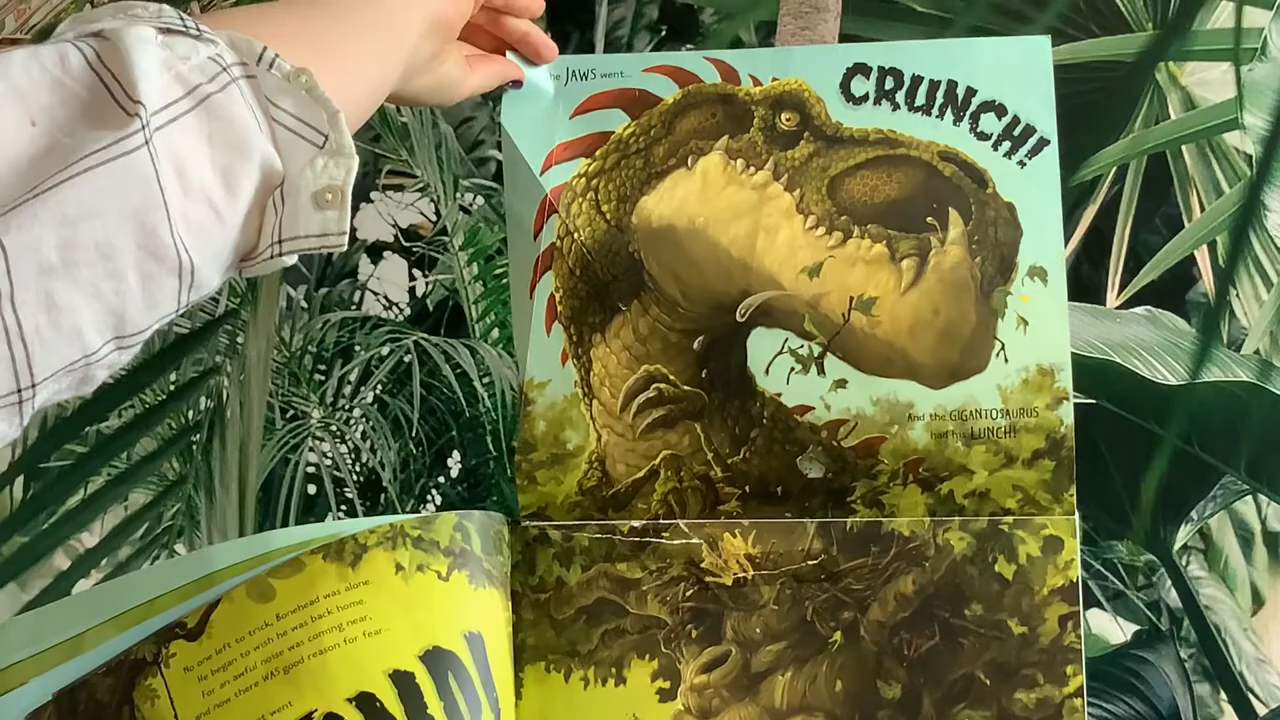 No one left to trick, Bonehead was alone.
He began to wish he was back home.
For an awful noise was coming near,
and now there WAS good reason for fear...
went
he JAWS went...
CRUNCH!
And the GIGANTOSAURUS
had his LUNCH!